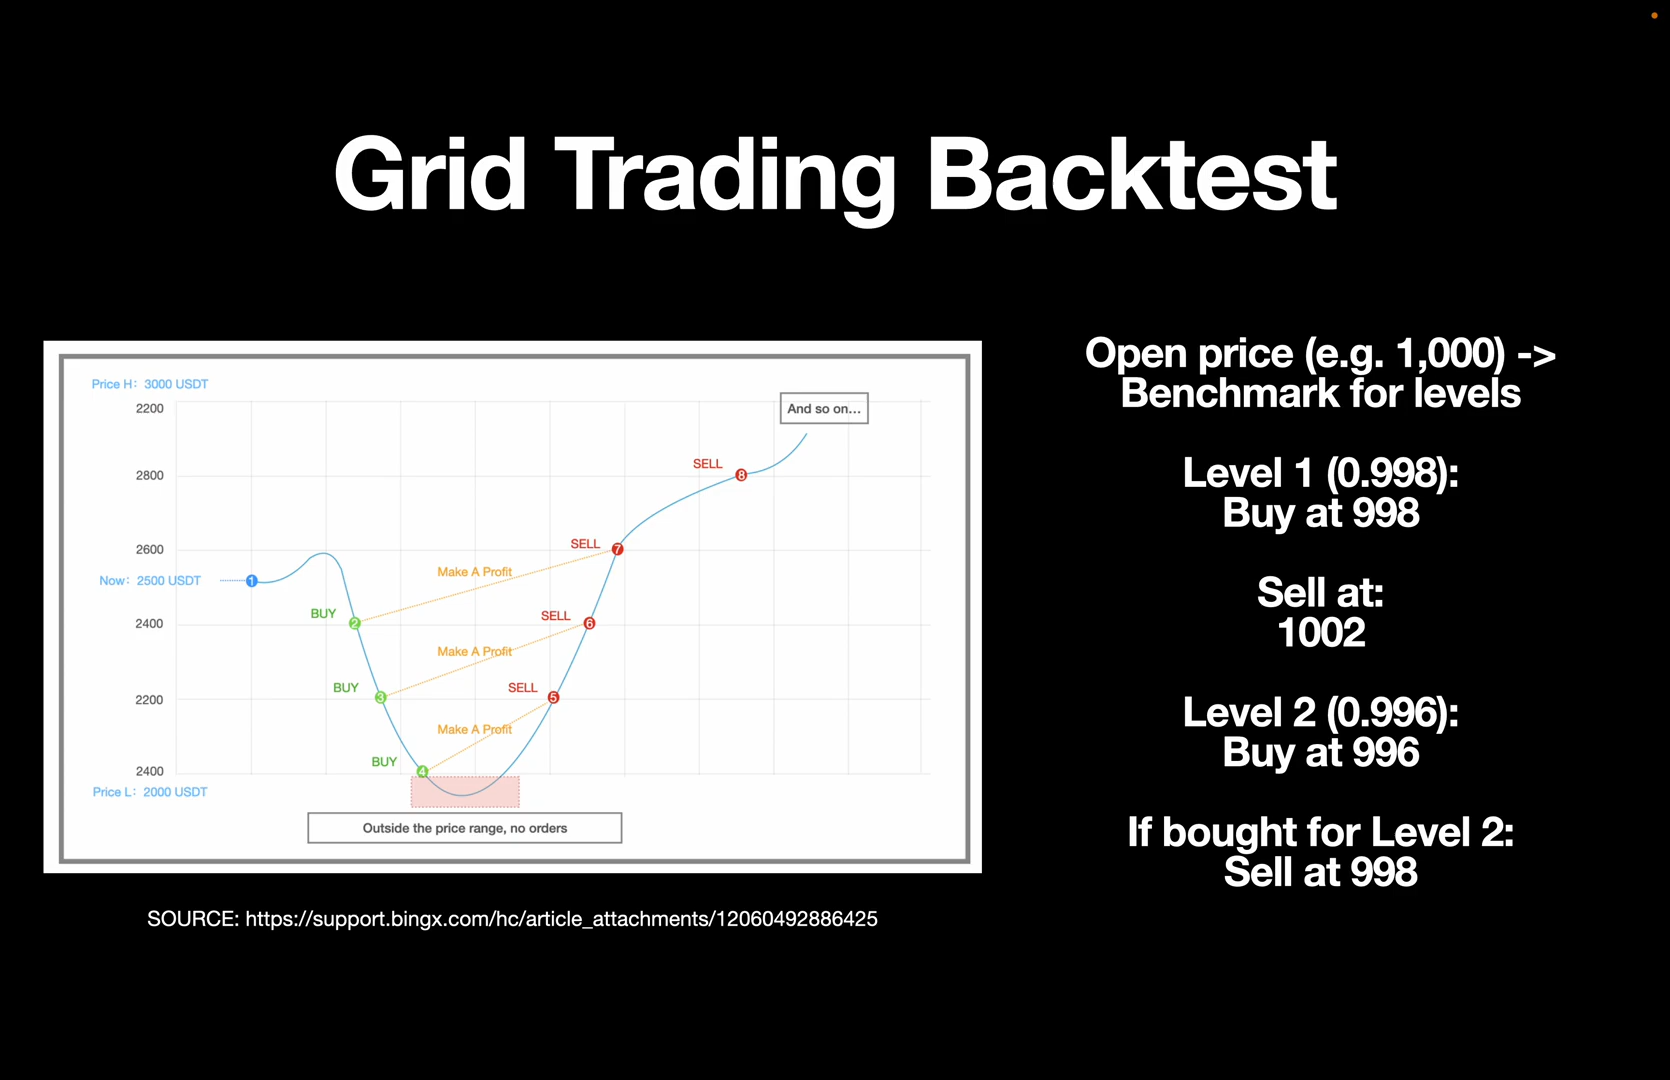 Grid Trading Backtest
Price H: 3000 USDT
2200
And so on...
SELL
8
2800
SELL
7
2600
Make A Profit
Now: 2500 USDT
1
BUY
2
SELL
6
2400
Make A Profit
BUY
3
SELL
5
2200
Make A Profit
BUY
4
2400
Price L: 2000 USDT
Outside the price range, no orders
SOURCE: https://support.bingx.com/hc/article_attachments/12060492886425
Open price (e.g. 1,000) ->
Benchmark for levels
Level 1 (0.998):
Buy at 998
Sell at:
1002
Level 2 (0.996):
Buy at 996
If bought for Level 2:
Sell at 998